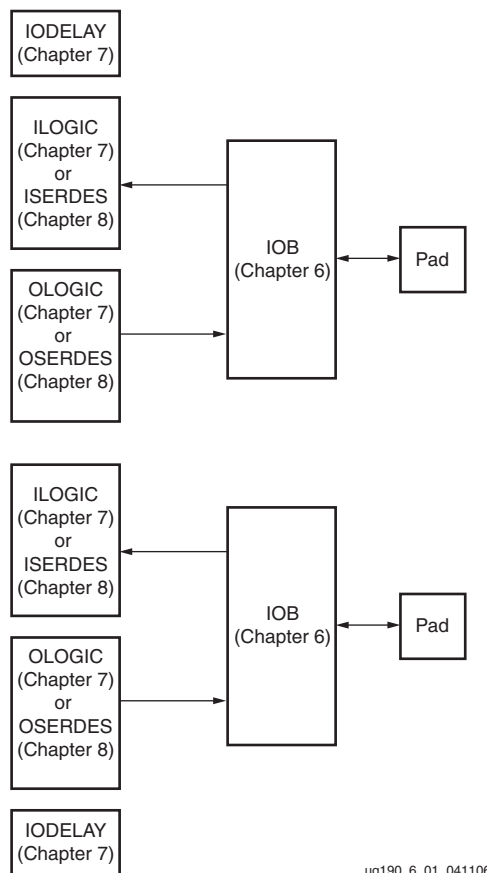 IODELAY
(Chapter 7)
ILOGIC
(Chapter 7)
or
ISERDES
(Chapter 8)
IOB
(Chapter 6)
Pad
OLOGIC
(Chapter 7)
or
OSERDES
(Chapter 8)
ILOGIC
(Chapter 7)
or
ISERDES
(Chapter 8)
IOB
(Chapter 6)
Pad
OLOGIC
(Chapter 7)
or
OSERDES
(Chapter 8)
IODELAY
(Chapter 7)
ug190_6_01_041106